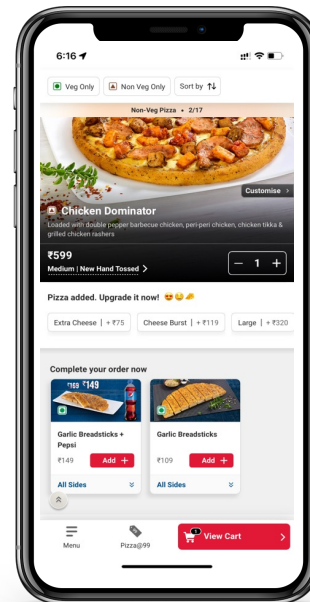 6:16
Veg Only
Non Veg Only
Sort by
Non-Veg Pizza • 2/17
Customise >
Chicken Dominator
Loaded with double pepper barbecue chicken, peri-peri chicken, chicken tikka &
grilled chicken rashers
₹599
Medium | New Hand Tossed >
− 1 +
Pizza added. Upgrade it now! 😍😋🧀
Extra Cheese | + ₹75
Cheese Burst | + ₹119
Large | + ₹320
Complete your order now
₹159 ₹149
Garlic Breadsticks +
Pepsi
₹149
Add +
All Sides
Garlic Breadsticks
₹109
Add +
All Sides
Menu
Pizza@99
1
View Cart >